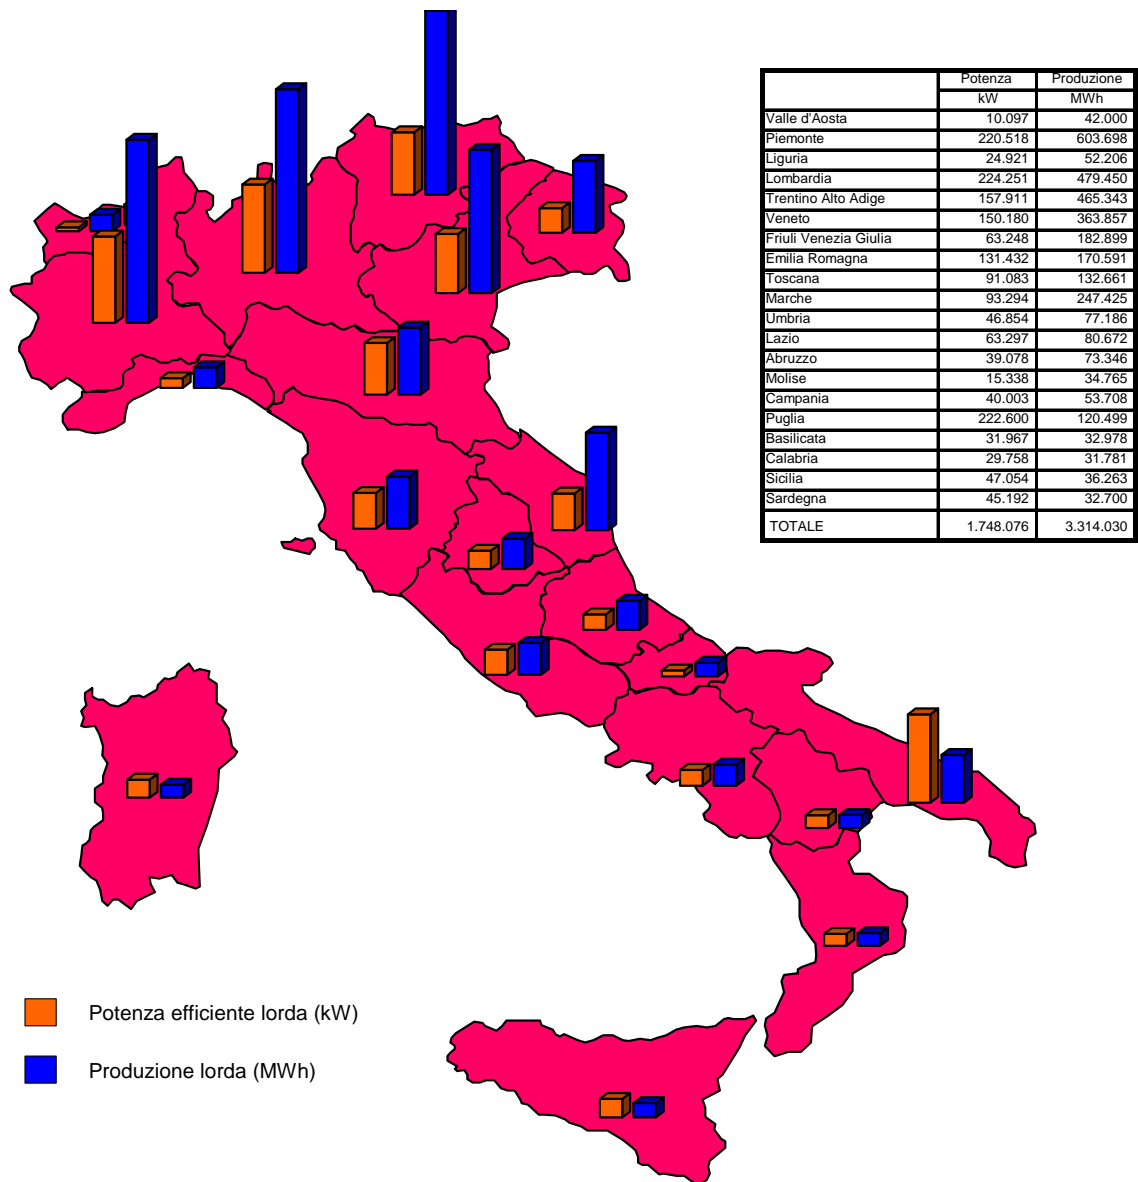 Potenza Produzione
kW MWh
Valle d'Aosta 10.097 42.000
Piemonte 220.518 603.698
Liguria 24.921 52.206
Lombardia 224.251 479.450
Trentino Alto Adige 157.911 465.343
Veneto 150.180 363.857
Friuli Venezia Giulia 63.248 182.899
Emilia Romagna 131.432 170.591
Toscana 91.083 132.661
Marche 93.294 247.425
Umbria 46.854 77.186
Lazio 63.297 80.672
Abruzzo 39.078 73.346
Molise 15.338 34.765
Campania 40.003 53.708
Puglia 222.600 120.499
Basilicata 31.967 32.978
Calabria 29.758 31.781
Sicilia 47.054 36.263
Sardegna 45.192 32.700
TOTALE 1.748.076 3.314.030
Potenza efficiente lorda (kW)
Produzione lorda (MWh)